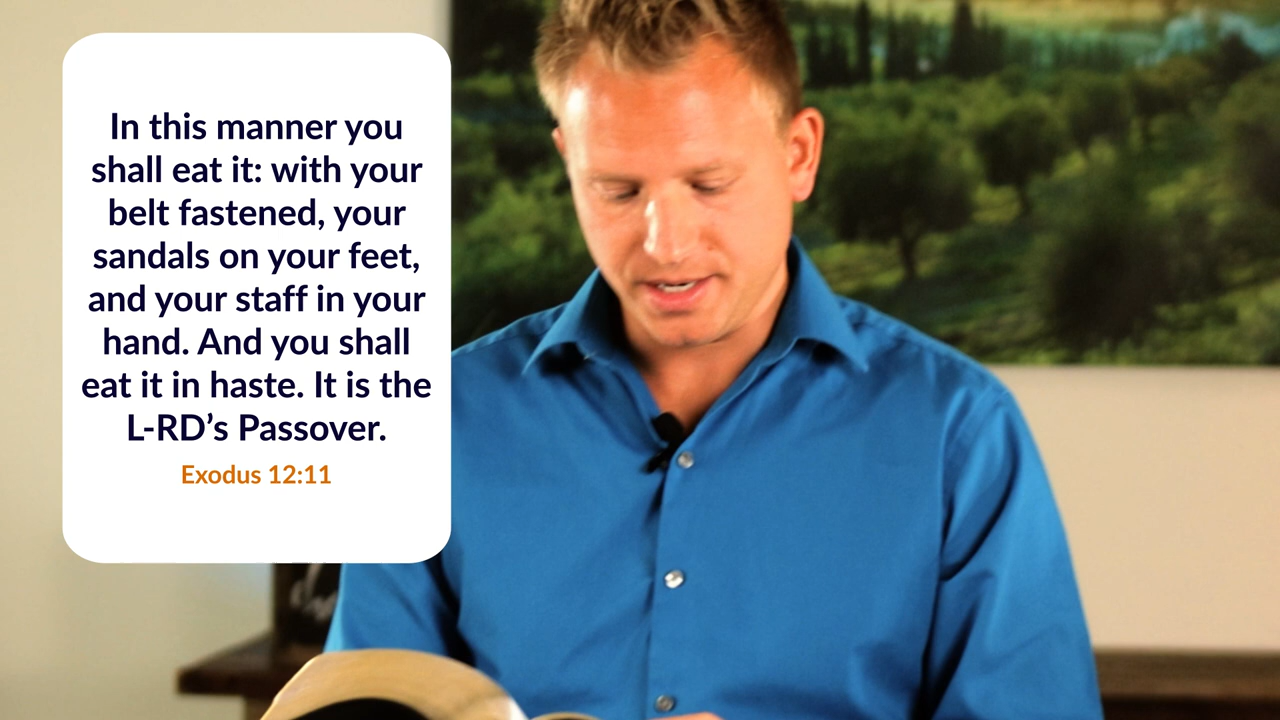 In this manner you
shall eat it: with your
belt fastened, your
sandals on your feet,
and your staff in your
hand. And you shall
eat it in haste. It is the
L-RD’s Passover.
Exodus 12:11